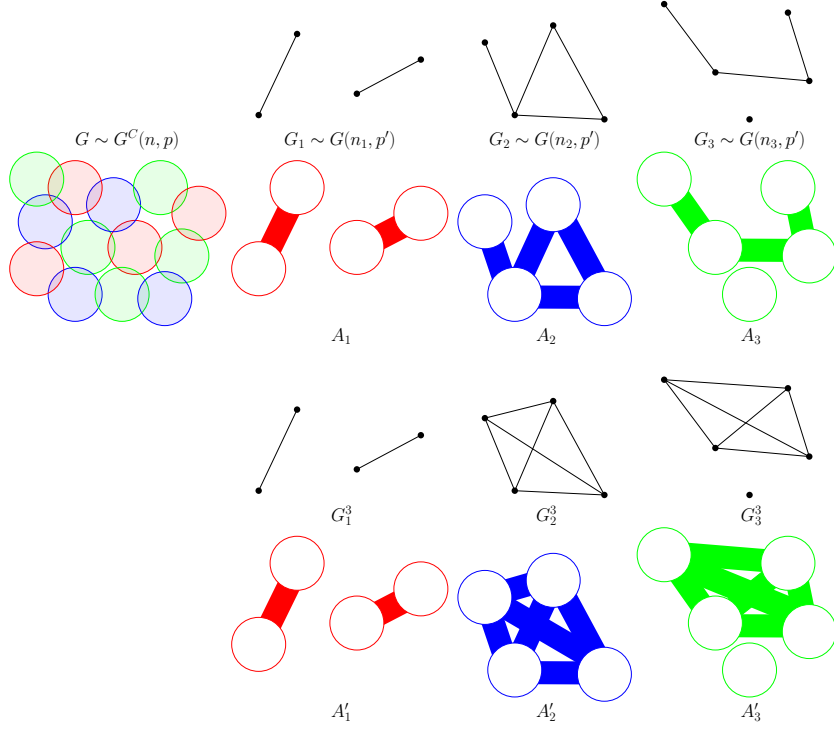 G ∼ G^C(n, p) G_1 ∼ G(n_1, p′) G_2 ∼ G(n_2, p′) G_3 ∼ G(n_3, p′)
A_1 A_2 A_3
G_1^3 G_2^3 G_3^3
A′_1 A′_2 A′_3